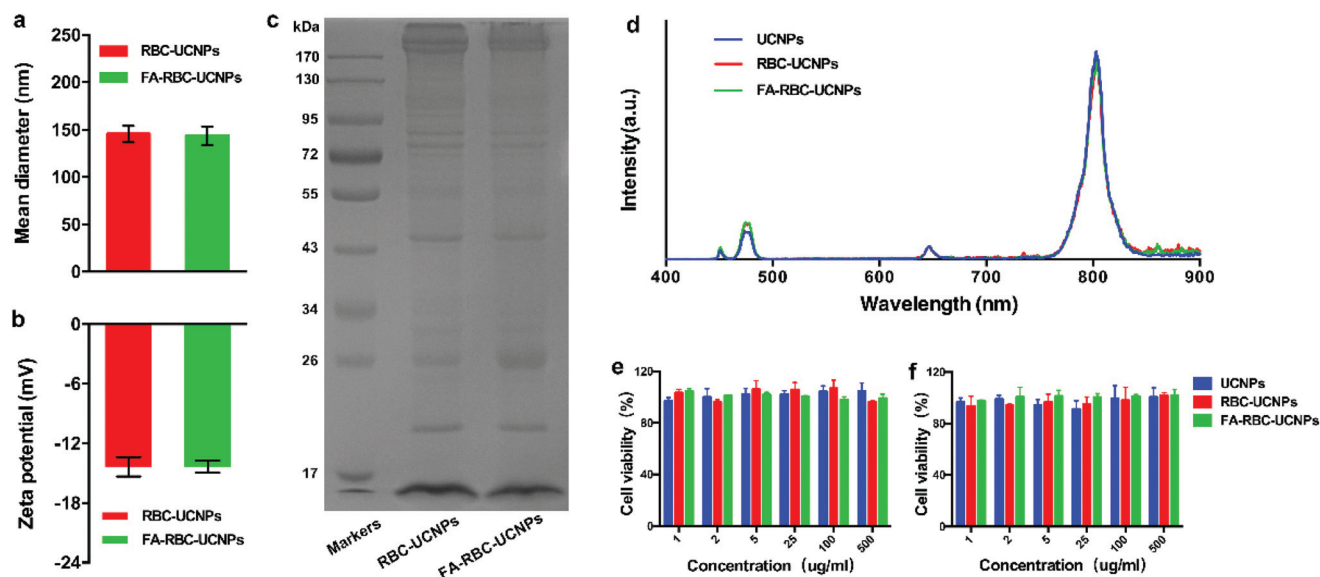 a
250
200
150
100
50
0
Mean diameter (nm)
RBC-UCNPs
FA-RBC-UCNPs
b
0
-6
-12
-18
-24
Zeta potential (mV)
RBC-UCNPs
FA-RBC-UCNPs
c
kDa
170
130
95
72
55
43
34
26
17
Markers
RBC-UCNPs
FA-RBC-UCNPs
d
UCNPs
RBC-UCNPs
FA-RBC-UCNPs
Intensity(a.u.)
400 500 600 700 800 900
Wavelength (nm)
e
120
80
40
0
Cell viability (%)
1 2 5 25 100 500
Concentration (ug/ml)
f
120
80
40
0
Cell viability (%)
1 2 5 25 100 500
Concentration (ug/ml)
UCNPs
RBC-UCNPs
FA-RBC-UCNPs